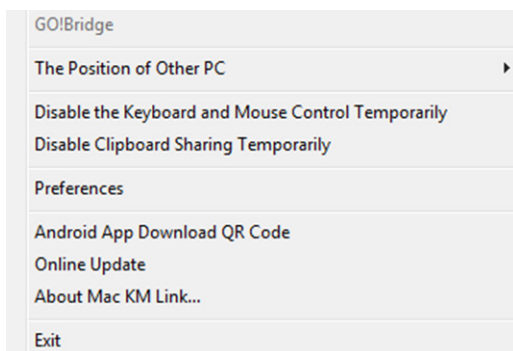 GO!Bridge
The Position of Other PC
Disable the Keyboard and Mouse Control Temporarily
Disable Clipboard Sharing Temporarily
Preferences
Android App Download QR Code
Online Update
About Mac KM Link...
Exit